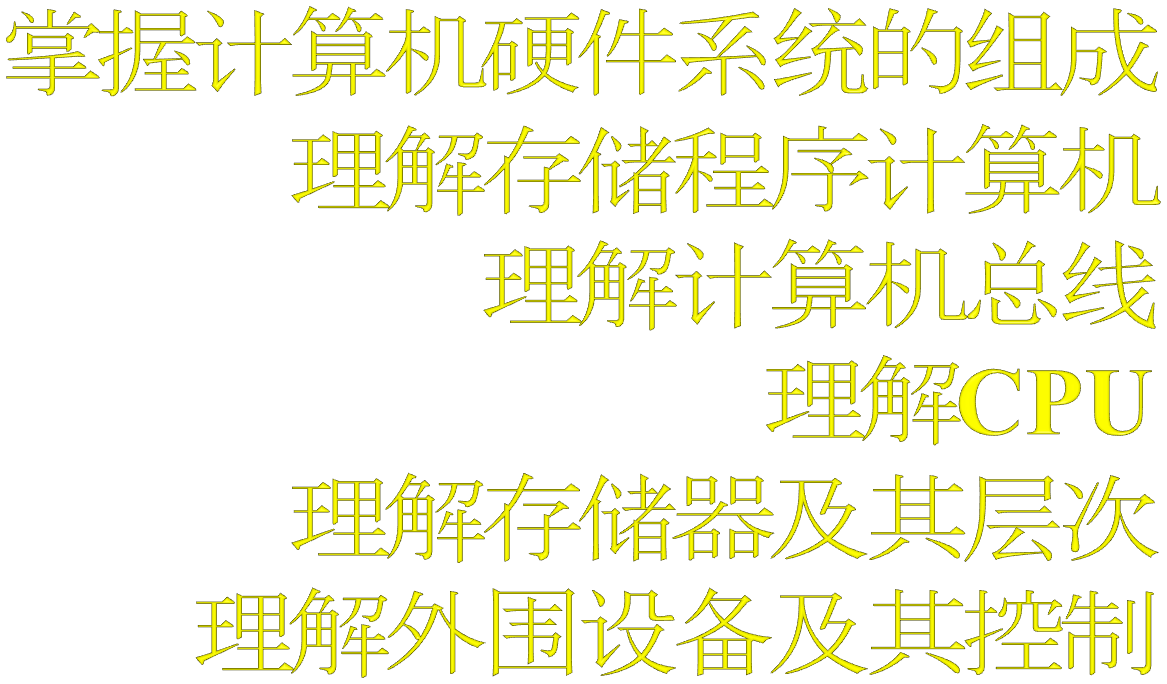 掌握计算机硬件系统的组成
理解存储程序计算机
理解计算机总线
理解CPU
理解存储器及其层次
理解外围设备及其控制